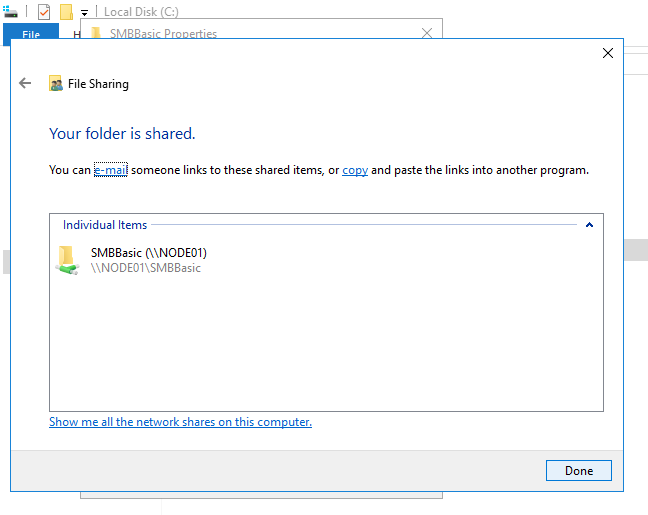 Local Disk (C:)
File
SMBBasic Properties
File Sharing
Your folder is shared.
You can e-mail someone links to these shared items, or copy and paste the links into another program.
Individual Items
SMBBasic (\\NODE01)
\\NODE01\SMBBasic
Show me all the network shares on this computer.
Done